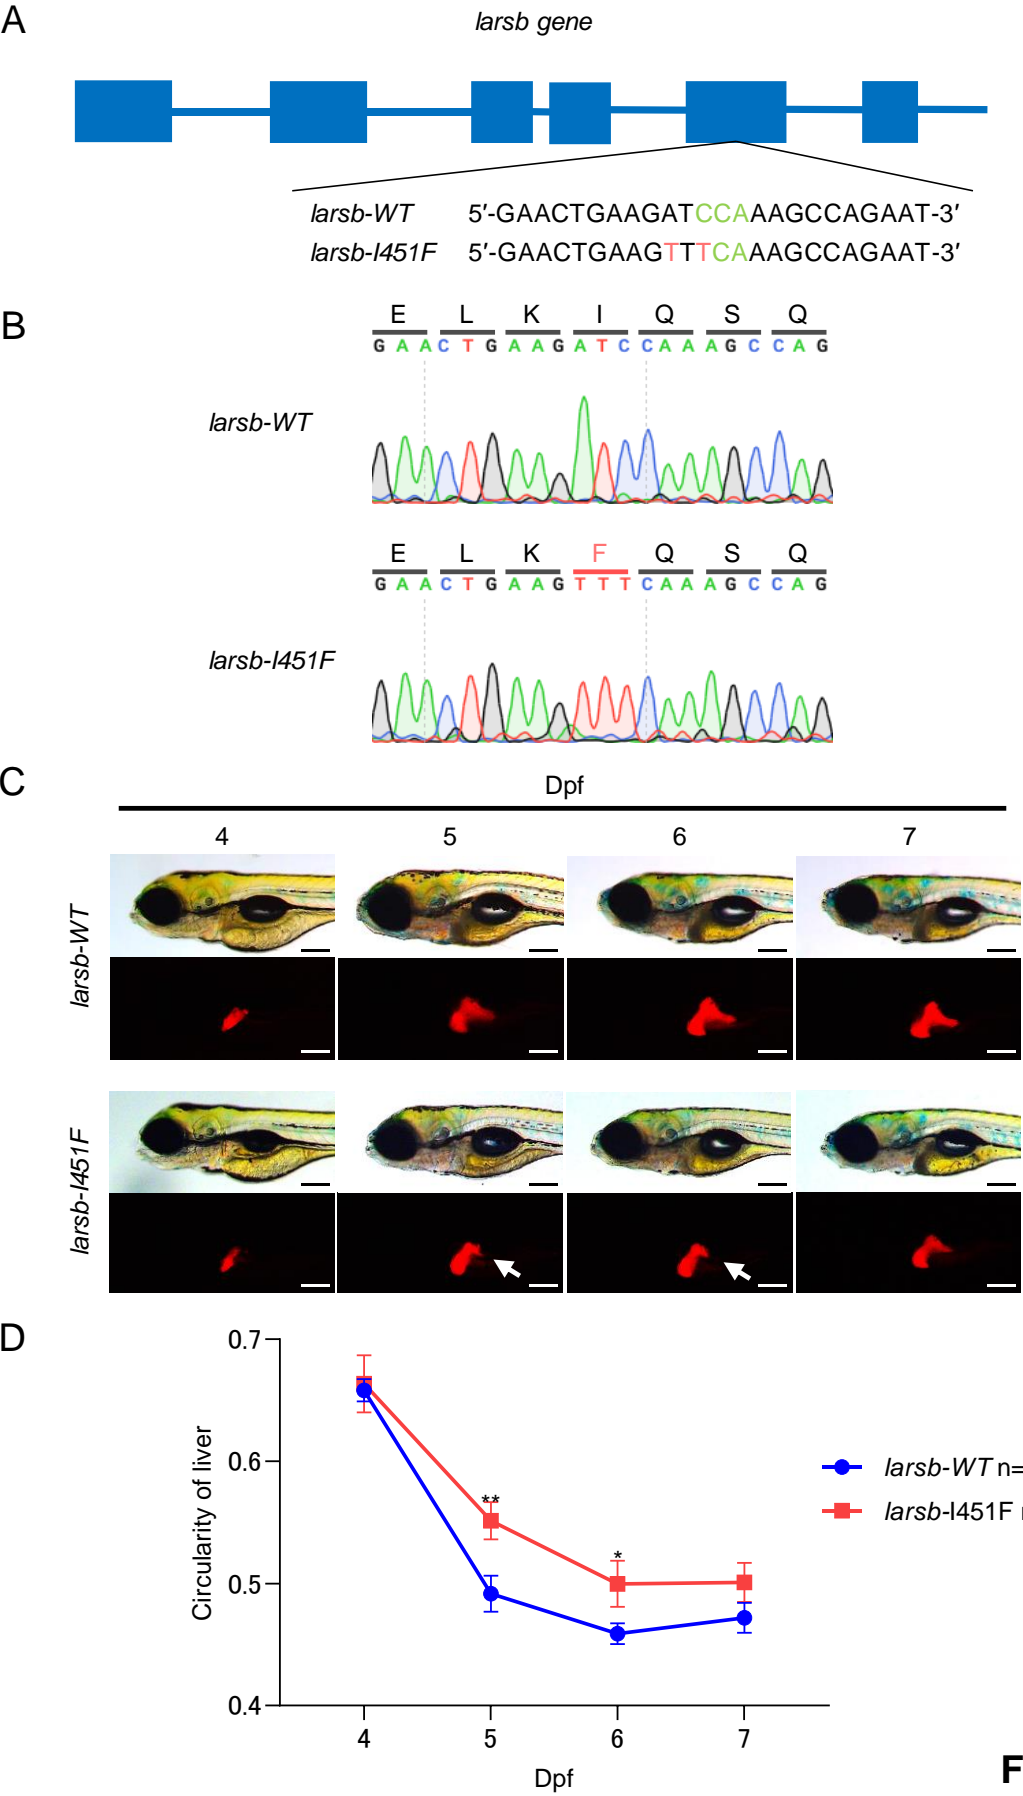 A
larsb gene
larsb-WT 5′-GAACTGAAGATCCAAAGCCAGAAT-3′
larsb-I451F 5′-GAACTGAAGTTTCAAAGCCAGAAT-3′
B
E L K I Q S Q
G A A C T G A A G A T C C A A A G C C A G
larsb-WT
E L K F Q S Q
G A A C T G A A G T T T C A A A G C C A G
larsb-I451F
C
Dpf
4 5 6 7
larsb-WT
larsb-I451F
D
0.7
0.6
0.5
0.4
Circularity of liver
**
*
larsb-WT n=
larsb-I451F
4 5 6 7
Dpf
F